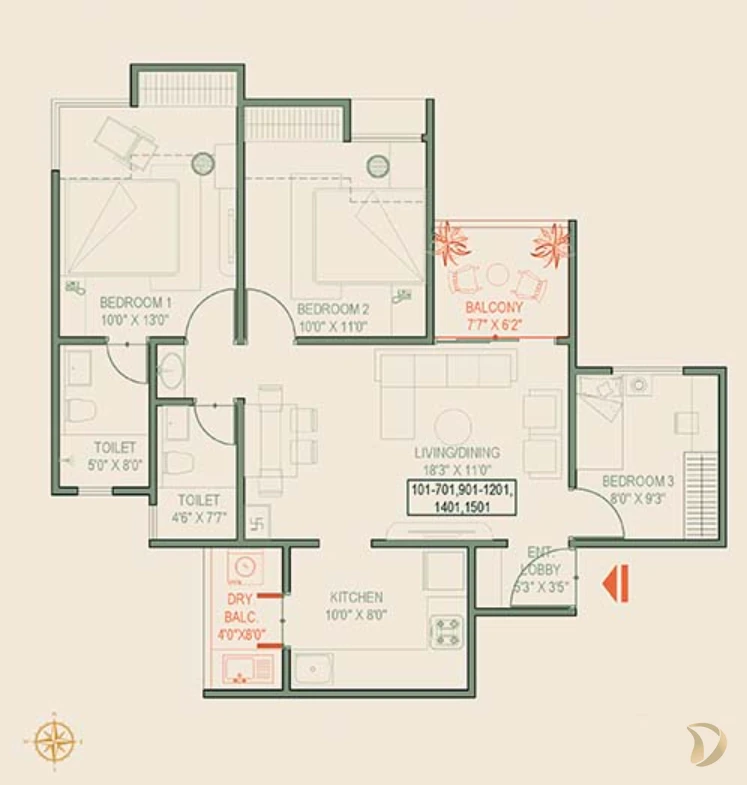 BEDROOM 1
10'0" X 13'0"
BEDROOM 2
10'0" X 11'0"
BALCONY
7'7" X 6'2"
TOILET
5'0" X 8'0"
LIVING/DINING
18'3" X 11'0"
101-701,901-1201,
1401,1501
BEDROOM 3
8'0" X 9'3"
TOILET
4'6" X 7'7"
ENT.
LOBBY
5'3" X 3'5"
DRY.
BALC.
4'0"X8'0"
KITCHEN
10'0" X 8'0"